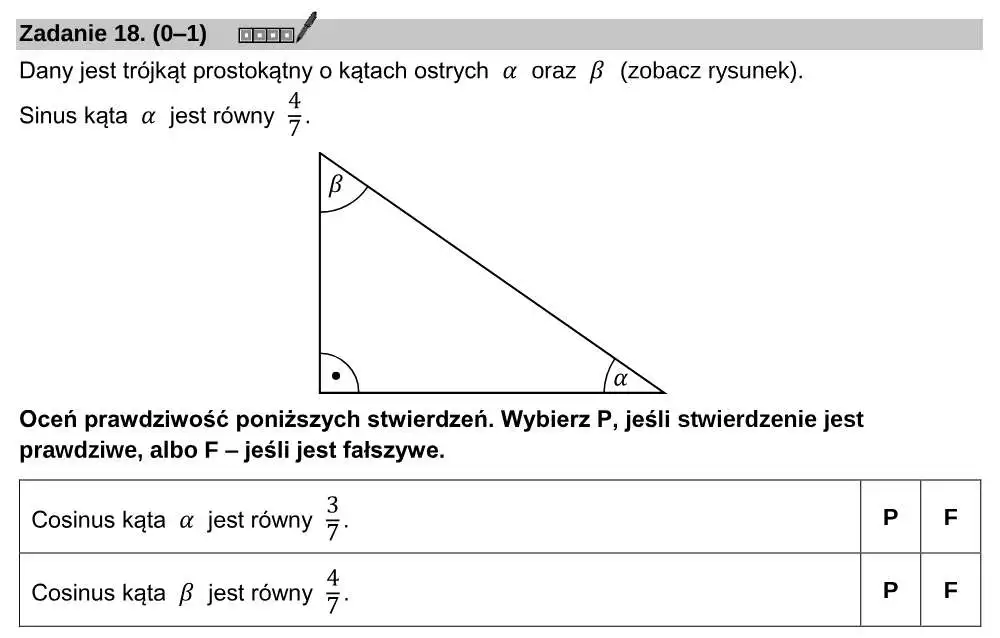 Zadanie 18. (0–1)
Dany jest trójkąt prostokątny o kątach ostrych α oraz β (zobacz rysunek).
Sinus kąta α jest równy 4/7.
β
α
Oceń prawdziwość poniższych stwierdzeń. Wybierz P, jeśli stwierdzenie jest
prawdziwe, albo F – jeśli jest fałszywe.
Cosinus kąta α jest równy 3/7. P F
Cosinus kąta β jest równy 4/7. P F